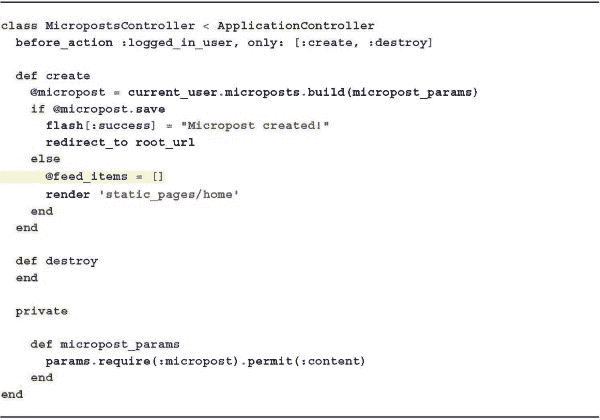 class MicropostsController < ApplicationController
  before_action :logged_in_user, only: [:create, :destroy]

  def create
    @micropost = current_user.microposts.build(micropost_params)
    if @micropost.save
      flash[:success] = "Micropost created!"
      redirect_to root_url
    else
      @feed_items = []
      render 'static_pages/home'
    end
  end

  def destroy
  end

  private

    def micropost_params
      params.require(:micropost).permit(:content)
    end
end